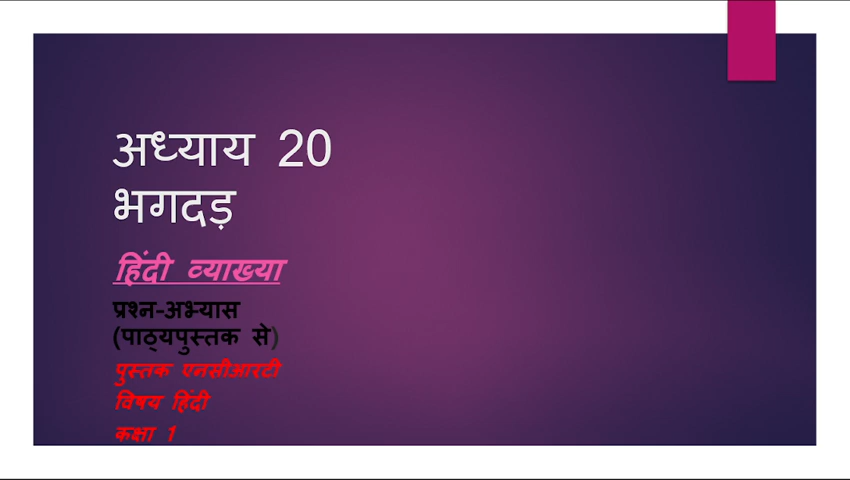 अध्याय 20
भगदड़
हिंदी व्याख्या
प्रश्न-अभ्यास
(पाठ्यपुस्तक से)
पुस्तक एनसीआरटी
विषय हिंदी
कक्षा 1